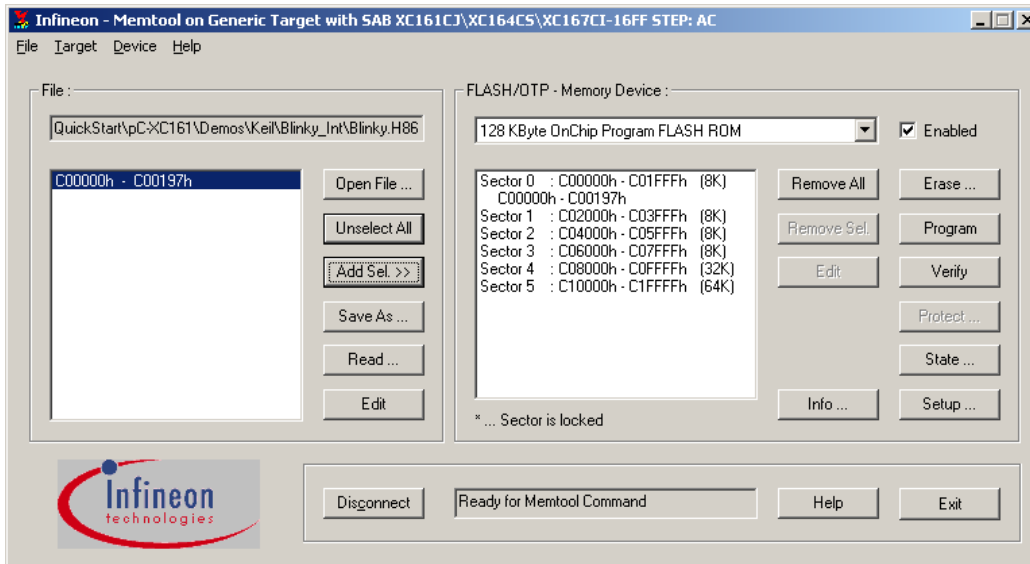 Infineon - Memtool on Generic Target with SAB XC161CJ\XC164CS\XC167CI-16FF STEP: AC
File Target Device Help
File :
QuickStart\pC-XC161\Demos\Keil\Blinky_Int\Blinky.H86
C00000h - C00197h
Open File ...
Unselect All
Add Sel. >>
Save As ...
Read ...
Edit
FLASH/OTP - Memory Device :
128 KByte OnChip Program FLASH ROM
Enabled
Sector 0 : C00000h - C01FFFh (8K)
C00000h - C00197h
Sector 1 : C02000h - C03FFFh (8K)
Sector 2 : C04000h - C05FFFh (8K)
Sector 3 : C06000h - C07FFFh (8K)
Sector 4 : C08000h - C0FFFFh (32K)
Sector 5 : C10000h - C1FFFFh (64K)
* ... Sector is locked
Remove All
Remove Sel.
Edit
Info ...
Erase ...
Program
Verify
Protect ...
State ...
Setup ...
Infineon
technologies
Disconnect
Ready for Memtool Command
Help
Exit